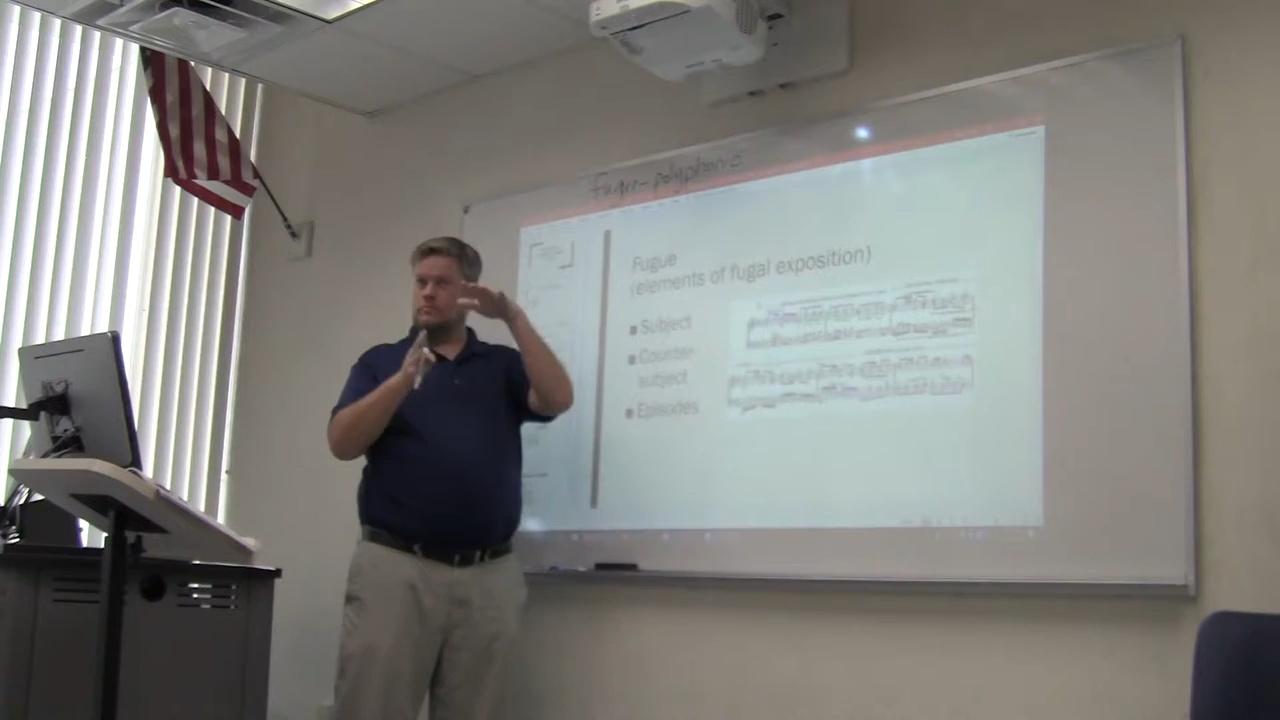 Fugue - polyphonic
Fugue
(elements of fugal exposition)
■ Subject
■ Counter-
subject
■ Episodes